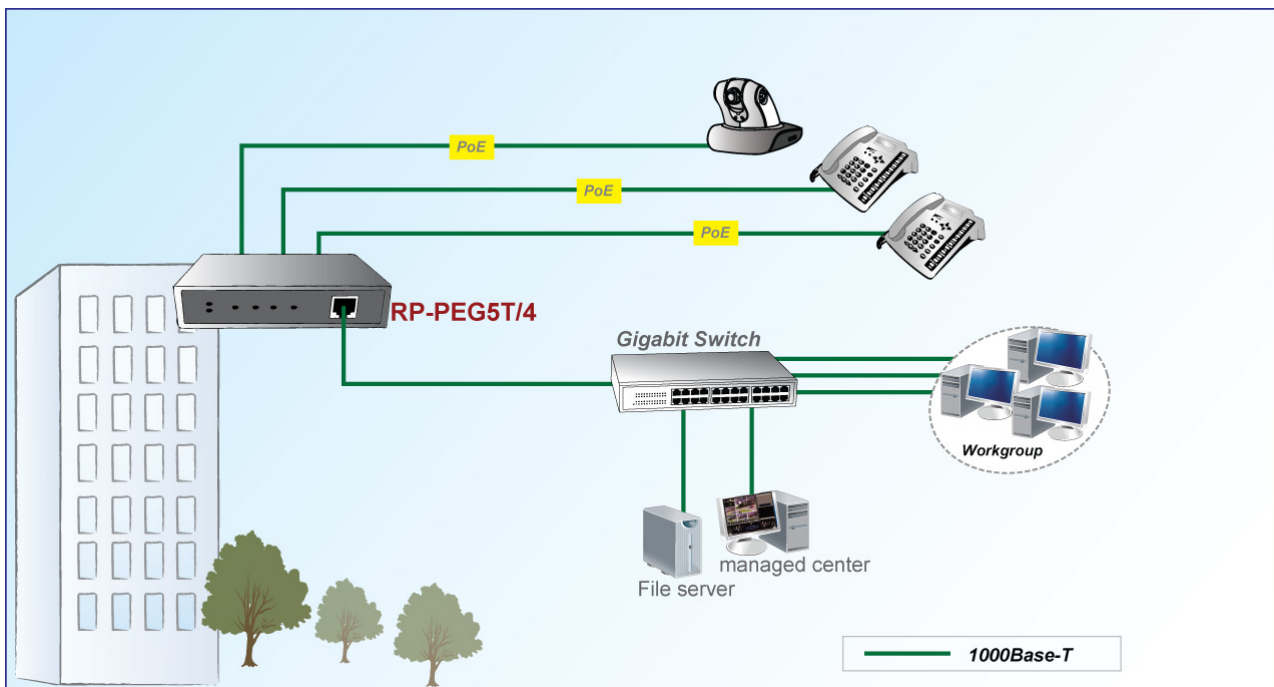 PoE
PoE
PoE
RP-PEG5T/4
Gigabit Switch
Workgroup
managed center
File server
1000Base-T